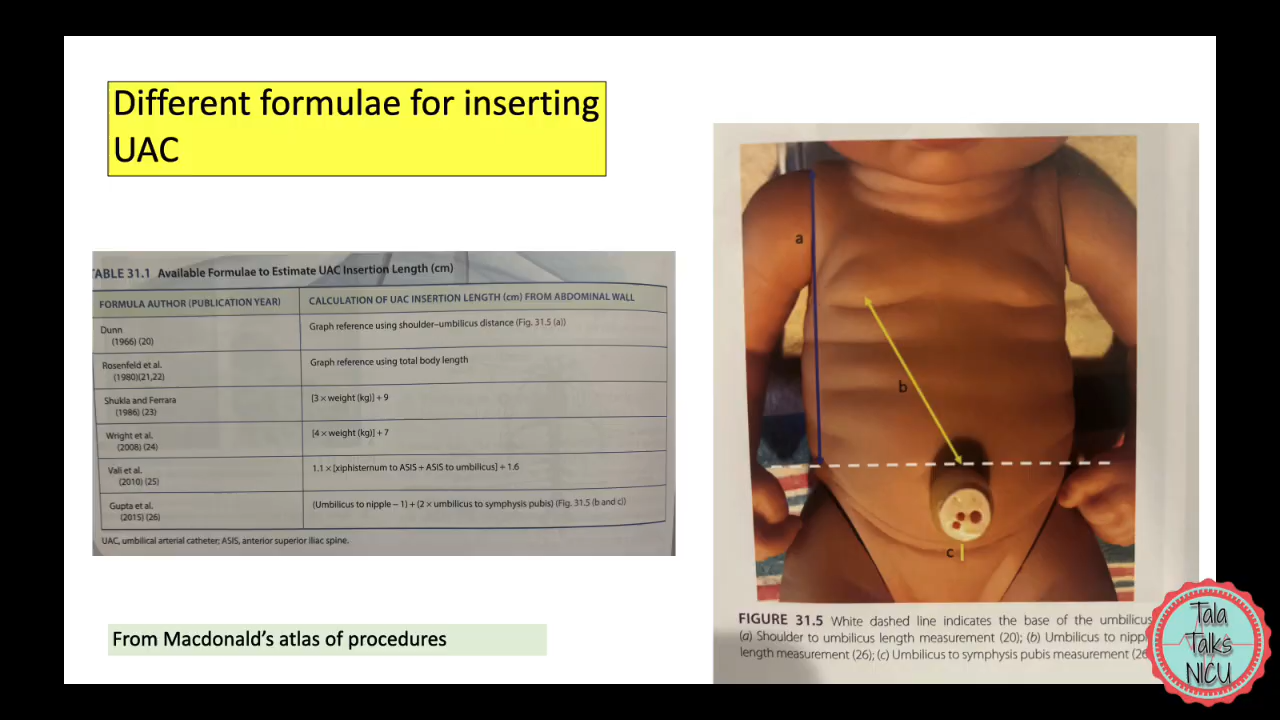 Different formulae for inserting
UAC
TABLE 31.1 Available Formulae to Estimate UAC Insertion Length (cm)
FORMULA AUTHOR (PUBLICATION YEAR) CALCULATION OF UAC INSERTION LENGTH (cm) FROM ABDOMINAL WALL
Dunn Graph reference using shoulder–umbilicus distance (Fig. 31.5 (a))
(1966) (20)
Rosenfeld et al. Graph reference using total body length
(1980)(21,22)
Shukla and Ferrara [3 × weight (kg)] + 9
(1986) (23)
Wright et al. [4 × weight (kg)] + 7
(2008) (24)
Vali et al. 1.1 × [xiphisternum to ASIS + ASIS to umbilicus] + 1.6
(2010) (25)
Gupta et al. (Umbilicus to nipple – 1) + (2 × umbilicus to symphysis pubis) (Fig. 31.5 (b and c))
(2015) (26)
UAC, umbilical arterial catheter; ASIS, anterior superior iliac spine.
From Macdonald's atlas of procedures
a
b
c
FIGURE 31.5 White dashed line indicates the base of the umbilicus
(a) Shoulder to umbilicus length measurement (20); (b) Umbilicus to nippl
length measurement (26); (c) Umbilicus to symphysis pubis measurement (26
Tala
Talks
NICU